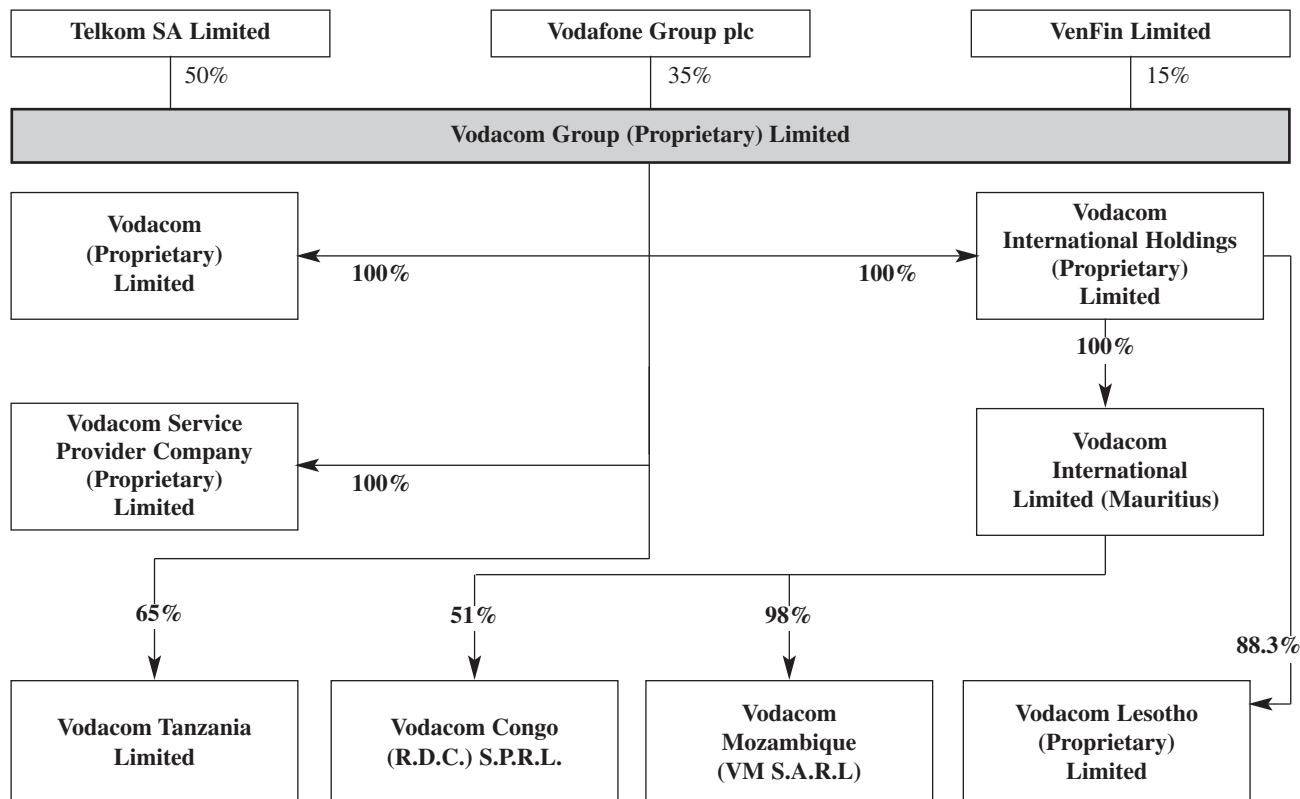 Telkom SA Limited
Vodafone Group plc
VenFin Limited
50%
35%
15%
Vodacom Group (Proprietary) Limited
Vodacom
(Proprietary)
Limited
100%
100%
Vodacom
International Holdings
(Proprietary)
Limited
100%
Vodacom Service
Provider Company
(Proprietary)
Limited
100%
Vodacom
International
Limited (Mauritius)
65%
51%
98%
88.3%
Vodacom Tanzania
Limited
Vodacom Congo
(R.D.C.) S.P.R.L.
Vodacom
Mozambique
(VM S.A.R.L)
Vodacom Lesotho
(Proprietary)
Limited